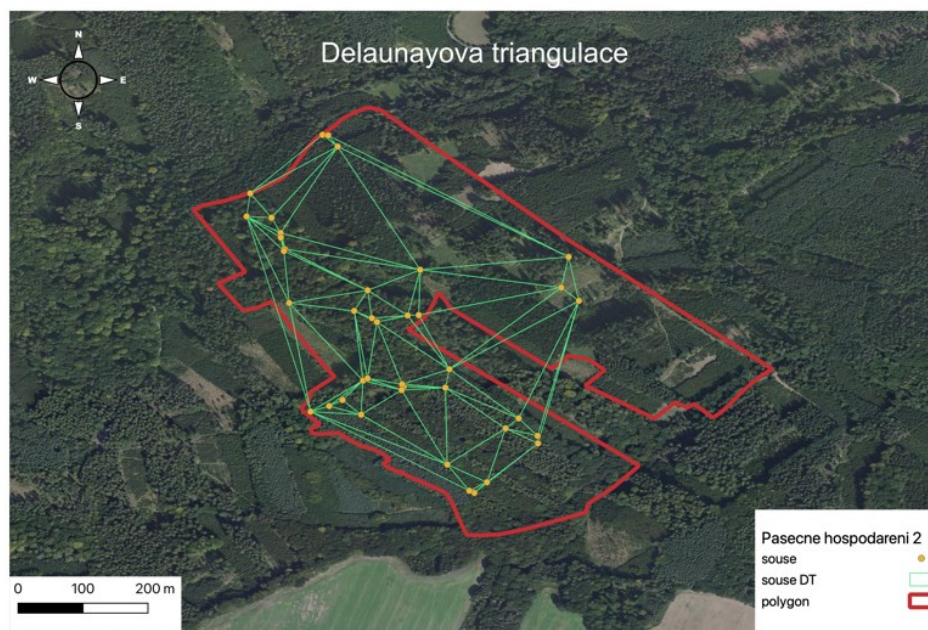 Delaunayova triangulace
N
W E
S
Pasecne hospodareni 2
souse
souse DT
polygon
0 100 200 m